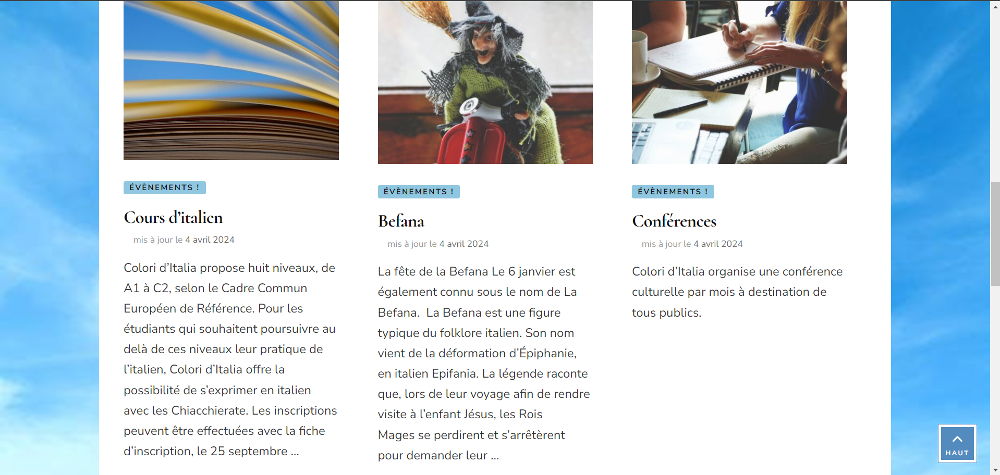 ÉVÈNEMENTS !
Cours d’italien
mis à jour le 4 avril 2024
Colori d’Italia propose huit niveaux, de
A1 à C2, selon le Cadre Commun
Européen de Référence. Pour les
étudiants qui souhaitent poursuivre au
delà de ces niveaux leur pratique de
l’italien, Colori d’Italia offre la
possibilité de s’exprimer en italien
avec les Chiacchierate. Les inscriptions
peuvent être effectuées avec la fiche
d’inscription, le 25 septembre ...
ÉVÈNEMENTS !
Befana
mis à jour le 4 avril 2024
La fête de la Befana Le 6 janvier est
également connu sous le nom de La
Befana.  La Befana est une figure
typique du folklore italien. Son nom
vient de la déformation d’Épiphanie,
en italien Epifania. La légende raconte
que, lors de leur voyage afin de rendre
visite à l’enfant Jésus, les Rois
Mages se perdirent et s’arrêtèrent
pour demander leur ...
ÉVÈNEMENTS !
Conférences
mis à jour le 4 avril 2024
Colori d’Italia organise une conférence
culturelle par mois à destination de
tous publics.
HAUT